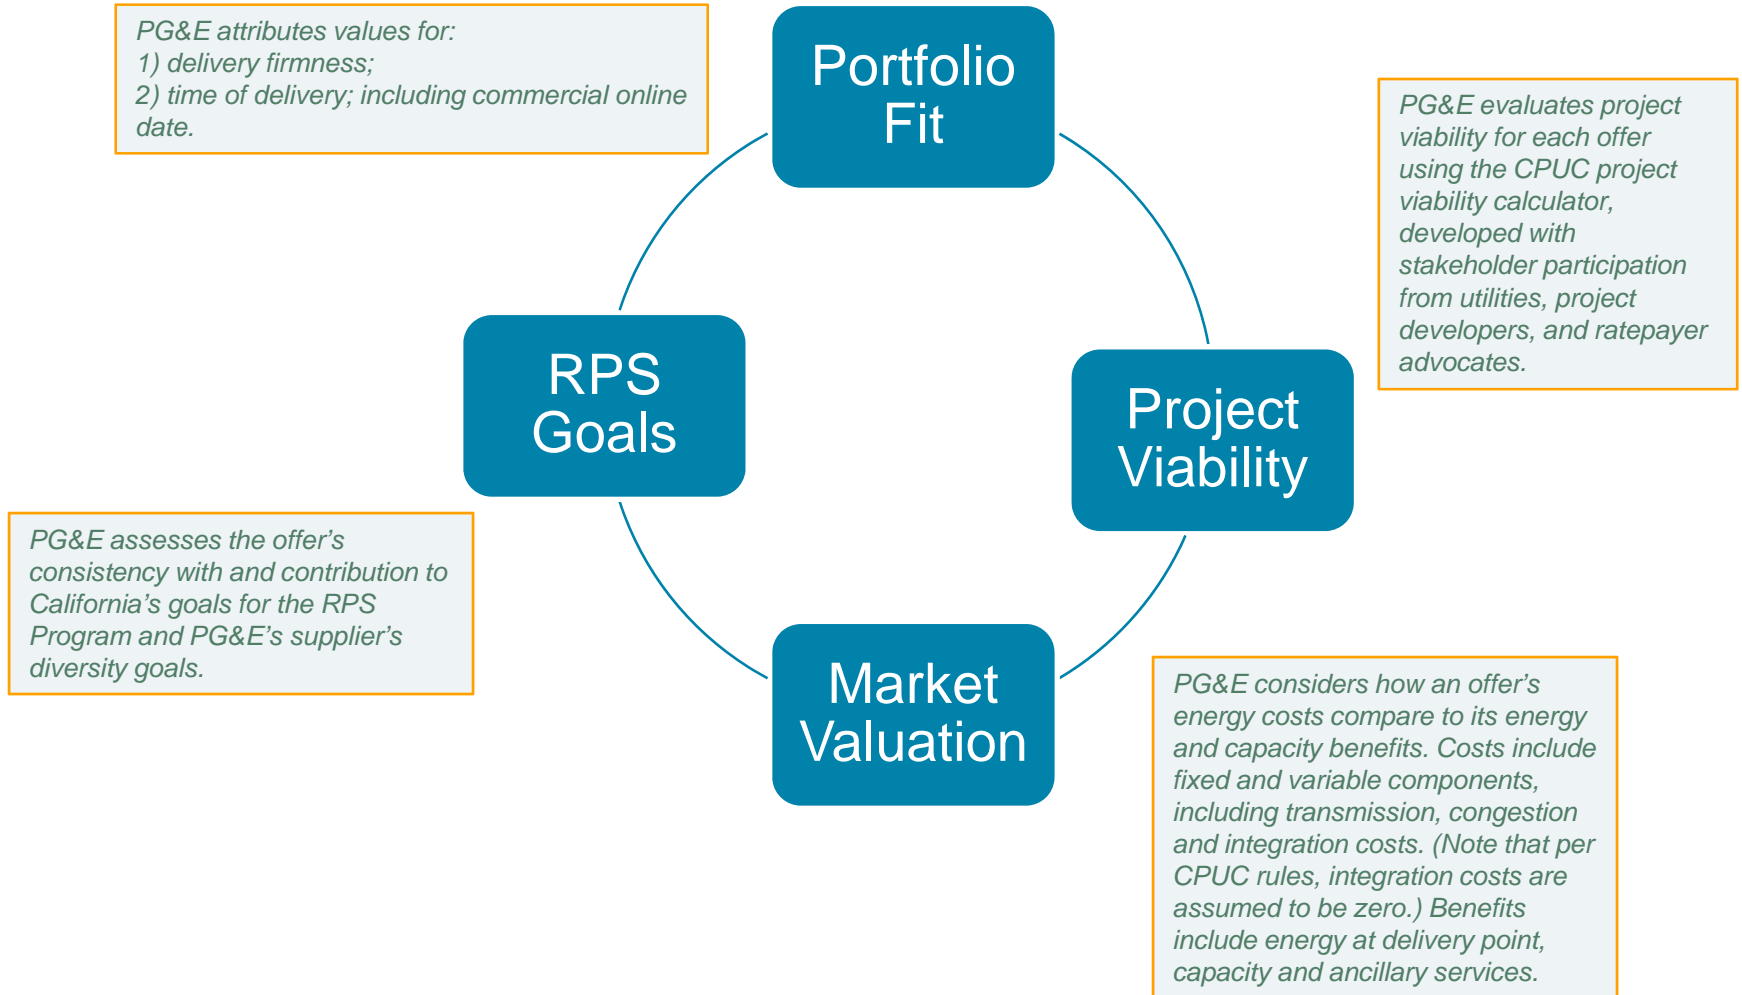 PG&E attributes values for:
1) delivery firmness;
2) time of delivery; including commercial online
date.
Portfolio
Fit
PG&E evaluates project
viability for each offer
using the CPUC project
viability calculator,
developed with
stakeholder participation
from utilities, project
developers, and ratepayer
advocates.
RPS
Goals
Project
Viability
PG&E assesses the offer’s
consistency with and contribution to
California’s goals for the RPS
Program and PG&E’s supplier’s
diversity goals.
Market
Valuation
PG&E considers how an offer’s
energy costs compare to its energy
and capacity benefits. Costs include
fixed and variable components,
including transmission, congestion
and integration costs. (Note that per
CPUC rules, integration costs are
assumed to be zero.) Benefits
include energy at delivery point,
capacity and ancillary services.